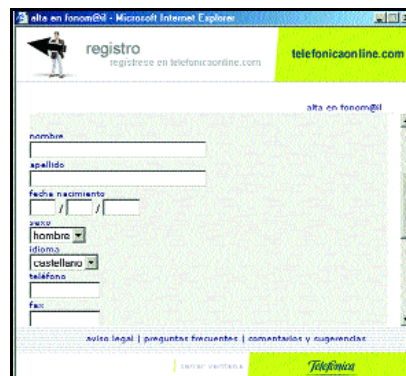 alta en fonom@il - Microsoft Internet Explorer
registro
regístrese en telefonicaonline.com
telefonicaonline.com
alta en fonom@il
nombre
apellido
fecha nacimiento
/ /
sexo
hombre
idioma
castellano
teléfono
fax
aviso legal | preguntas frecuentes | comentarios y sugerencias
cerrar ventana
Telefónica